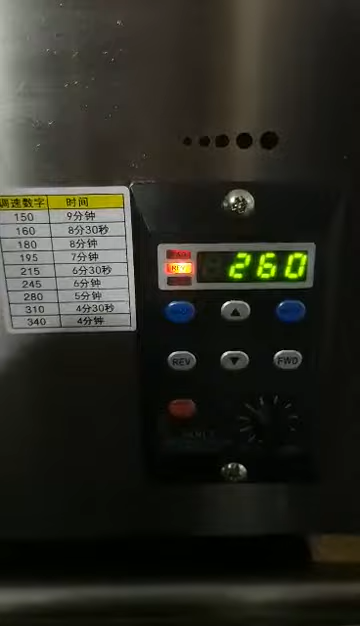 调速数字 时间
150 9分钟
160 8分30秒
180 8分钟
195 7分钟
215 6分30秒
245 6分钟
280 5分钟
310 4分30秒
340 4分钟
REV
260
REV FWD